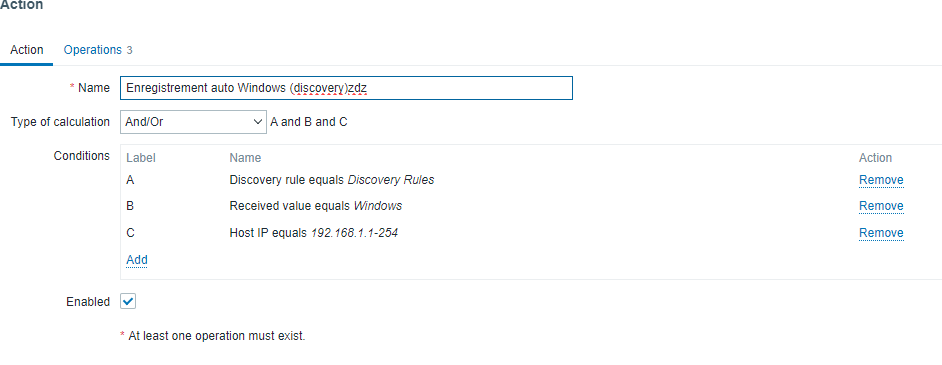 Action
Action Operations 3
* Name Enregistrement auto Windows (discovery)zdz
Type of calculation And/Or A and B and C
Conditions Label Name Action
A Discovery rule equals Discovery Rules Remove
B Received value equals Windows Remove
C Host IP equals 192.168.1.1-254 Remove
Add
Enabled
* At least one operation must exist.